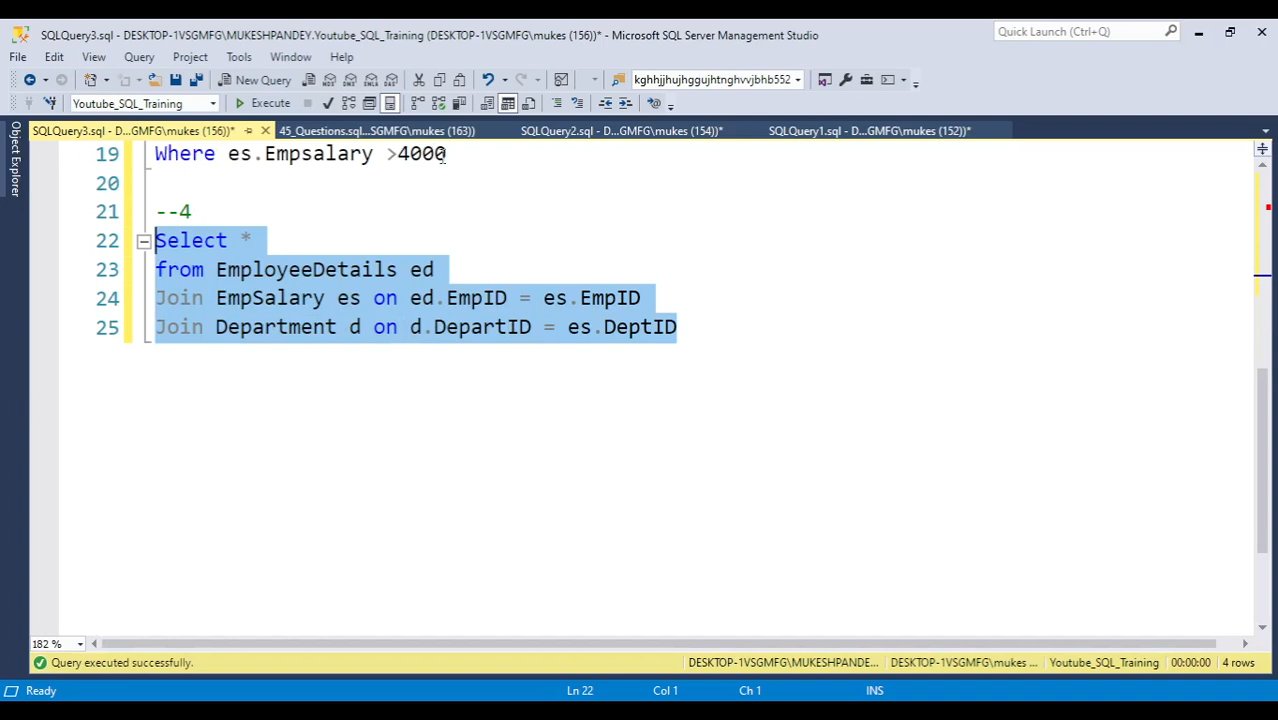 SQLQuery3.sql - DESKTOP-1VSGMFG\MUKESHPANDEY.Youtube_SQL_Training (DESKTOP-1VSGMFG\mukes (156))* - Microsoft SQL Server Management Studio
Quick Launch (Ctrl+Q)
File Edit View Query Project Tools Window Help
New Query
kghhjjhujhggujhtnghvvjbhb552
Youtube_SQL_Training
Execute
SQLQuery3.sql - D...GMFG\mukes (156))*
45_Questions.sql...SGMFG\mukes (163))
SQLQuery2.sql - D...GMFG\mukes (154))*
SQLQuery1.sql - D...GMFG\mukes (152))*
Object Explorer
19 Where es.Empsalary >4000
20
21 --4
22 Select *
23 from EmployeeDetails ed
24 Join EmpSalary es on ed.EmpID = es.EmpID
25 Join Department d on d.DepartID = es.DeptID
182 %
Query executed successfully.
DESKTOP-1VSGMFG\MUKESHPANDE...
DESKTOP-1VSGMFG\mukes ...
Youtube_SQL_Training
00:00:00
4 rows
Ready
Ln 22
Col 1
Ch 1
INS